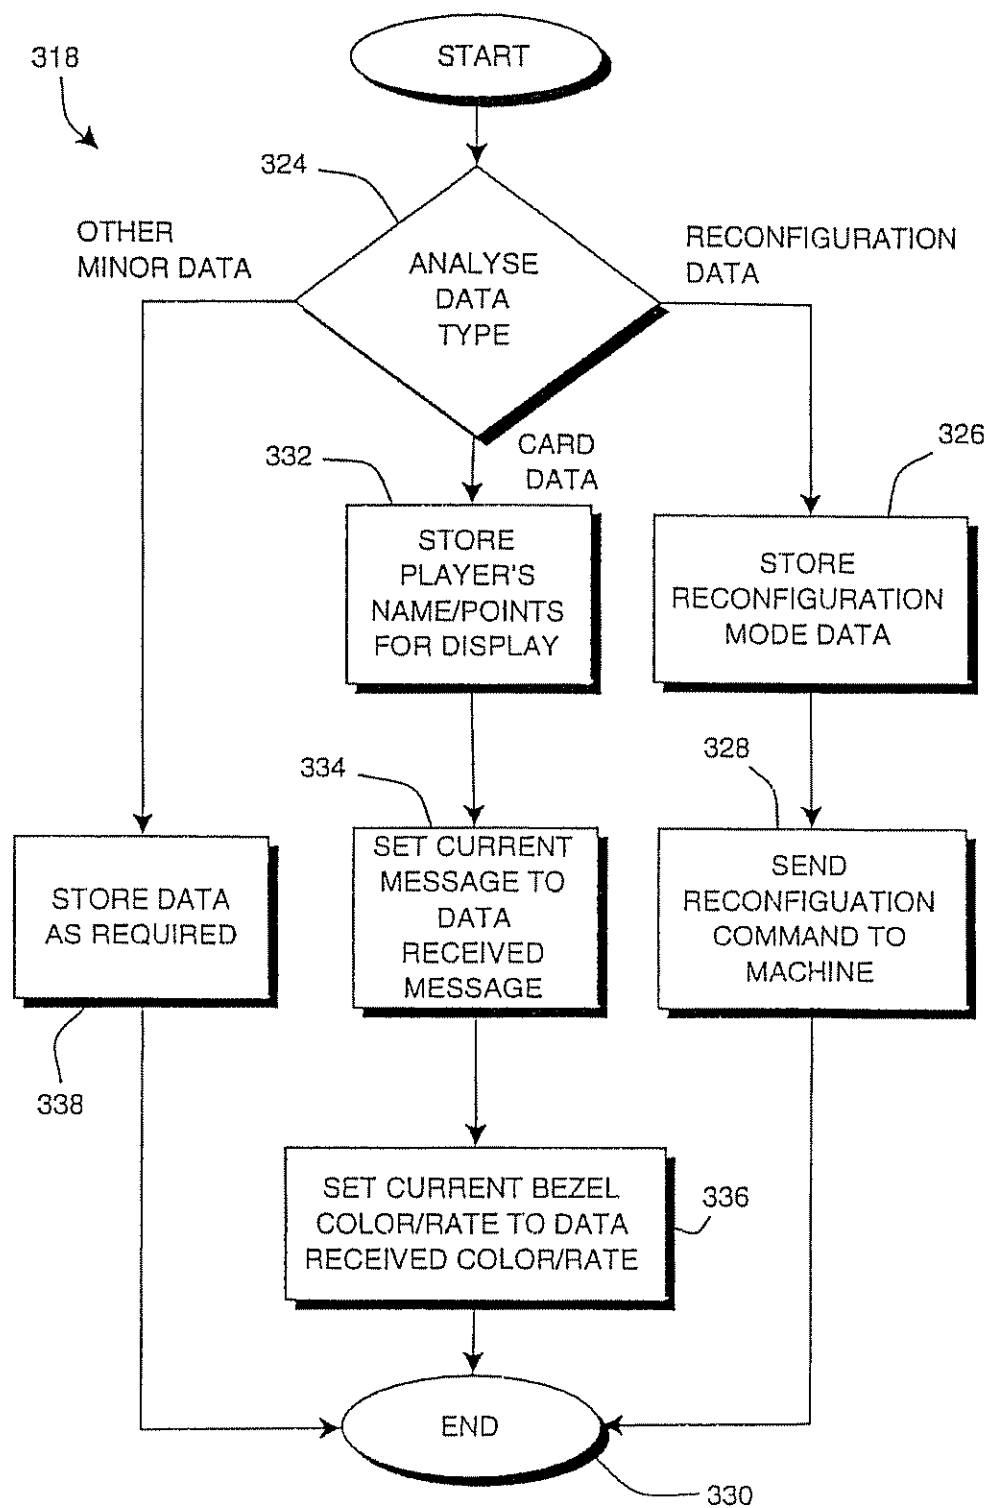 START
318
324
OTHER
MINOR DATA
RECONFIGURATION
DATA
ANALYSE
DATA
TYPE
CARD
DATA
332
326
STORE
PLAYER'S
NAME/POINTS
FOR DISPLAY
STORE
RECONFIGURATION
MODE DATA
334
328
STORE DATA
AS REQUIRED
SET CURRENT
MESSAGE TO
DATA
RECEIVED
MESSAGE
SEND
RECONFIGUATION
COMMAND TO
MACHINE
338
SET CURRENT BEZEL
COLOR/RATE TO DATA
RECEIVED COLOR/RATE
336
END
330